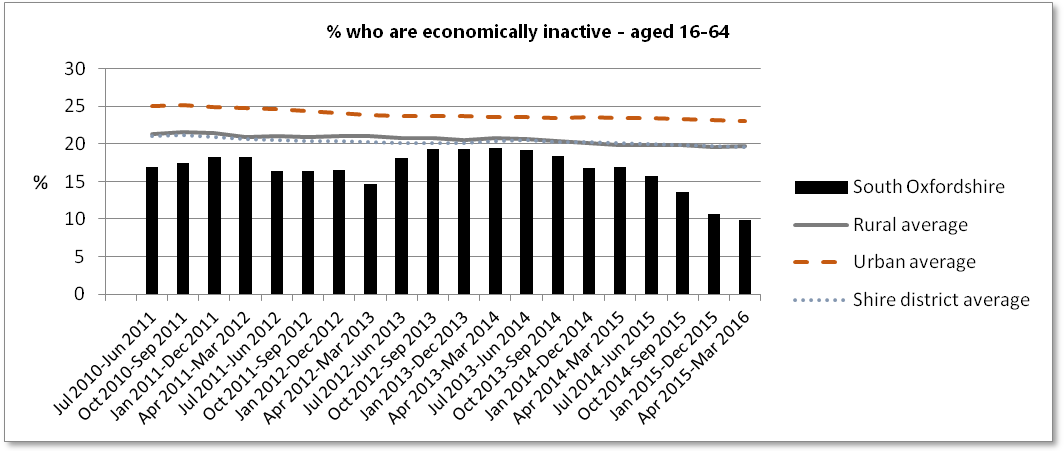 % who are economically inactive - aged 16-64
30
25
20
15
10
5
0
%
Jul 2010-Jun 2011
Oct 2010-Sep 2011
Jan 2011-Dec 2011
Apr 2011-Mar 2012
Jul 2011-Jun 2012
Oct 2011-Sep 2012
Jan 2012-Dec 2012
Apr 2012-Mar 2013
Jul 2012-Jun 2013
Oct 2012-Sep 2013
Jan 2013-Dec 2013
Apr 2013-Mar 2014
Jul 2013-Jun 2014
Oct 2013-Sep 2014
Jan 2014-Dec 2014
Apr 2014-Mar 2015
Jul 2014-Jun 2015
Oct 2014-Sep 2015
Jan 2015-Dec 2015
Apr 2015-Mar 2016
South Oxfordshire
Rural average
Urban average
Shire district average